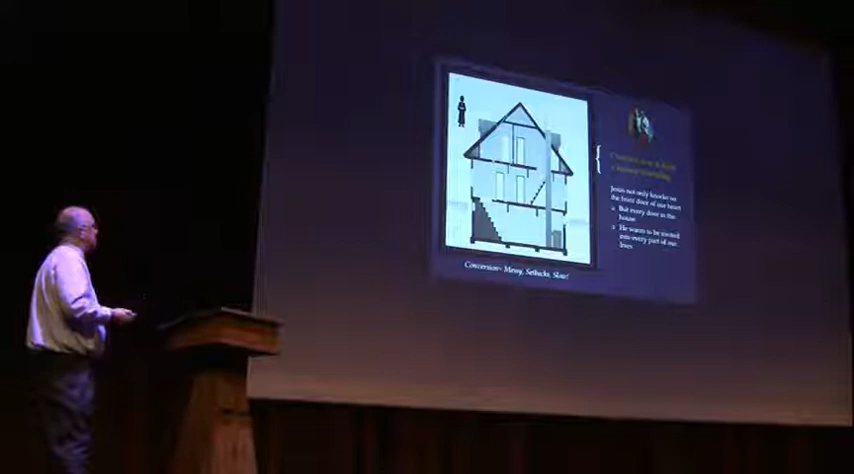 Jesus not only knocks on
the front door of our heart
But every door in the
house
He wants to be invited
into every part of our
lives
Conversion= Messy, Setbacks, Slow!